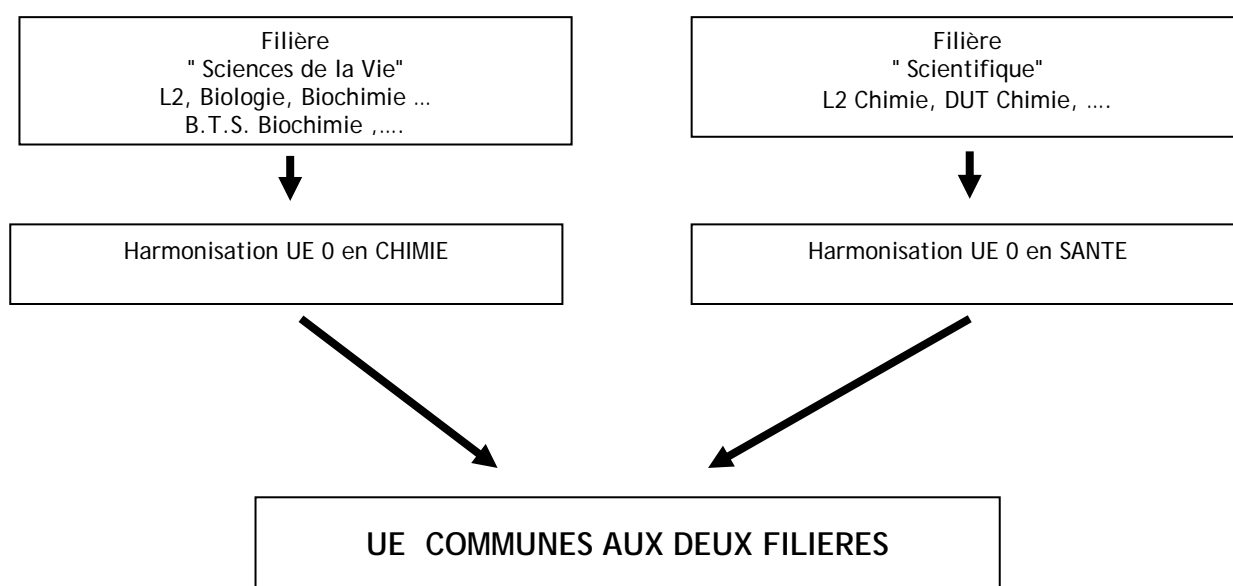 Filière
" Sciences de la Vie"
L2, Biologie, Biochimie ...
B.T.S. Biochimie ,....
Filière
" Scientifique"
L2 Chimie, DUT Chimie, ....
Harmonisation UE 0 en CHIMIE
Harmonisation UE 0 en SANTE
UE COMMUNES AUX DEUX FILIERES